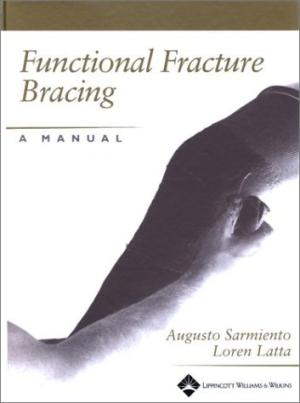 Functional Fracture
Bracing
A MANUAL
Augusto Sarmiento
Loren Latta
LIPPINCOTT WILLIAMS & WILKINS